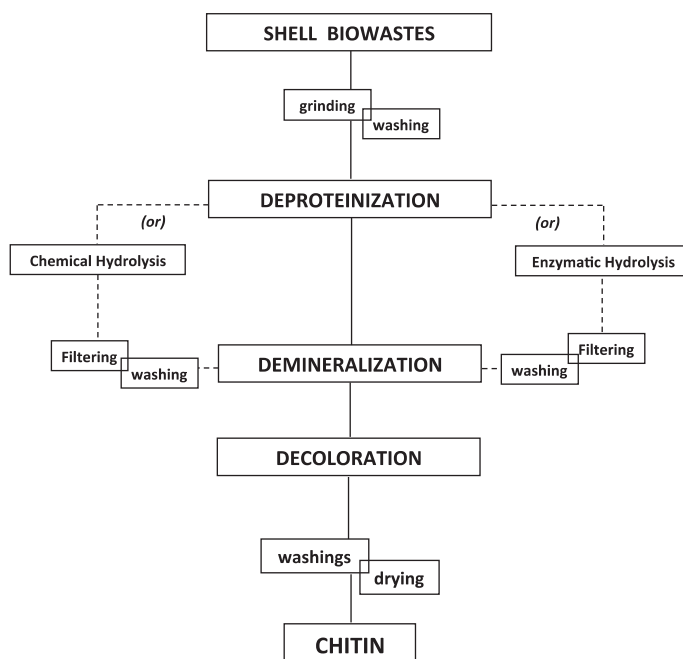 SHELL BIOWASTES
grinding
washing
DEPROTEINIZATION
(or)
(or)
Chemical Hydrolysis
Enzymatic Hydrolysis
Filtering
washing
DEMINERALIZATION
washing
Filtering
DECOLORATION
washings
drying
CHITIN